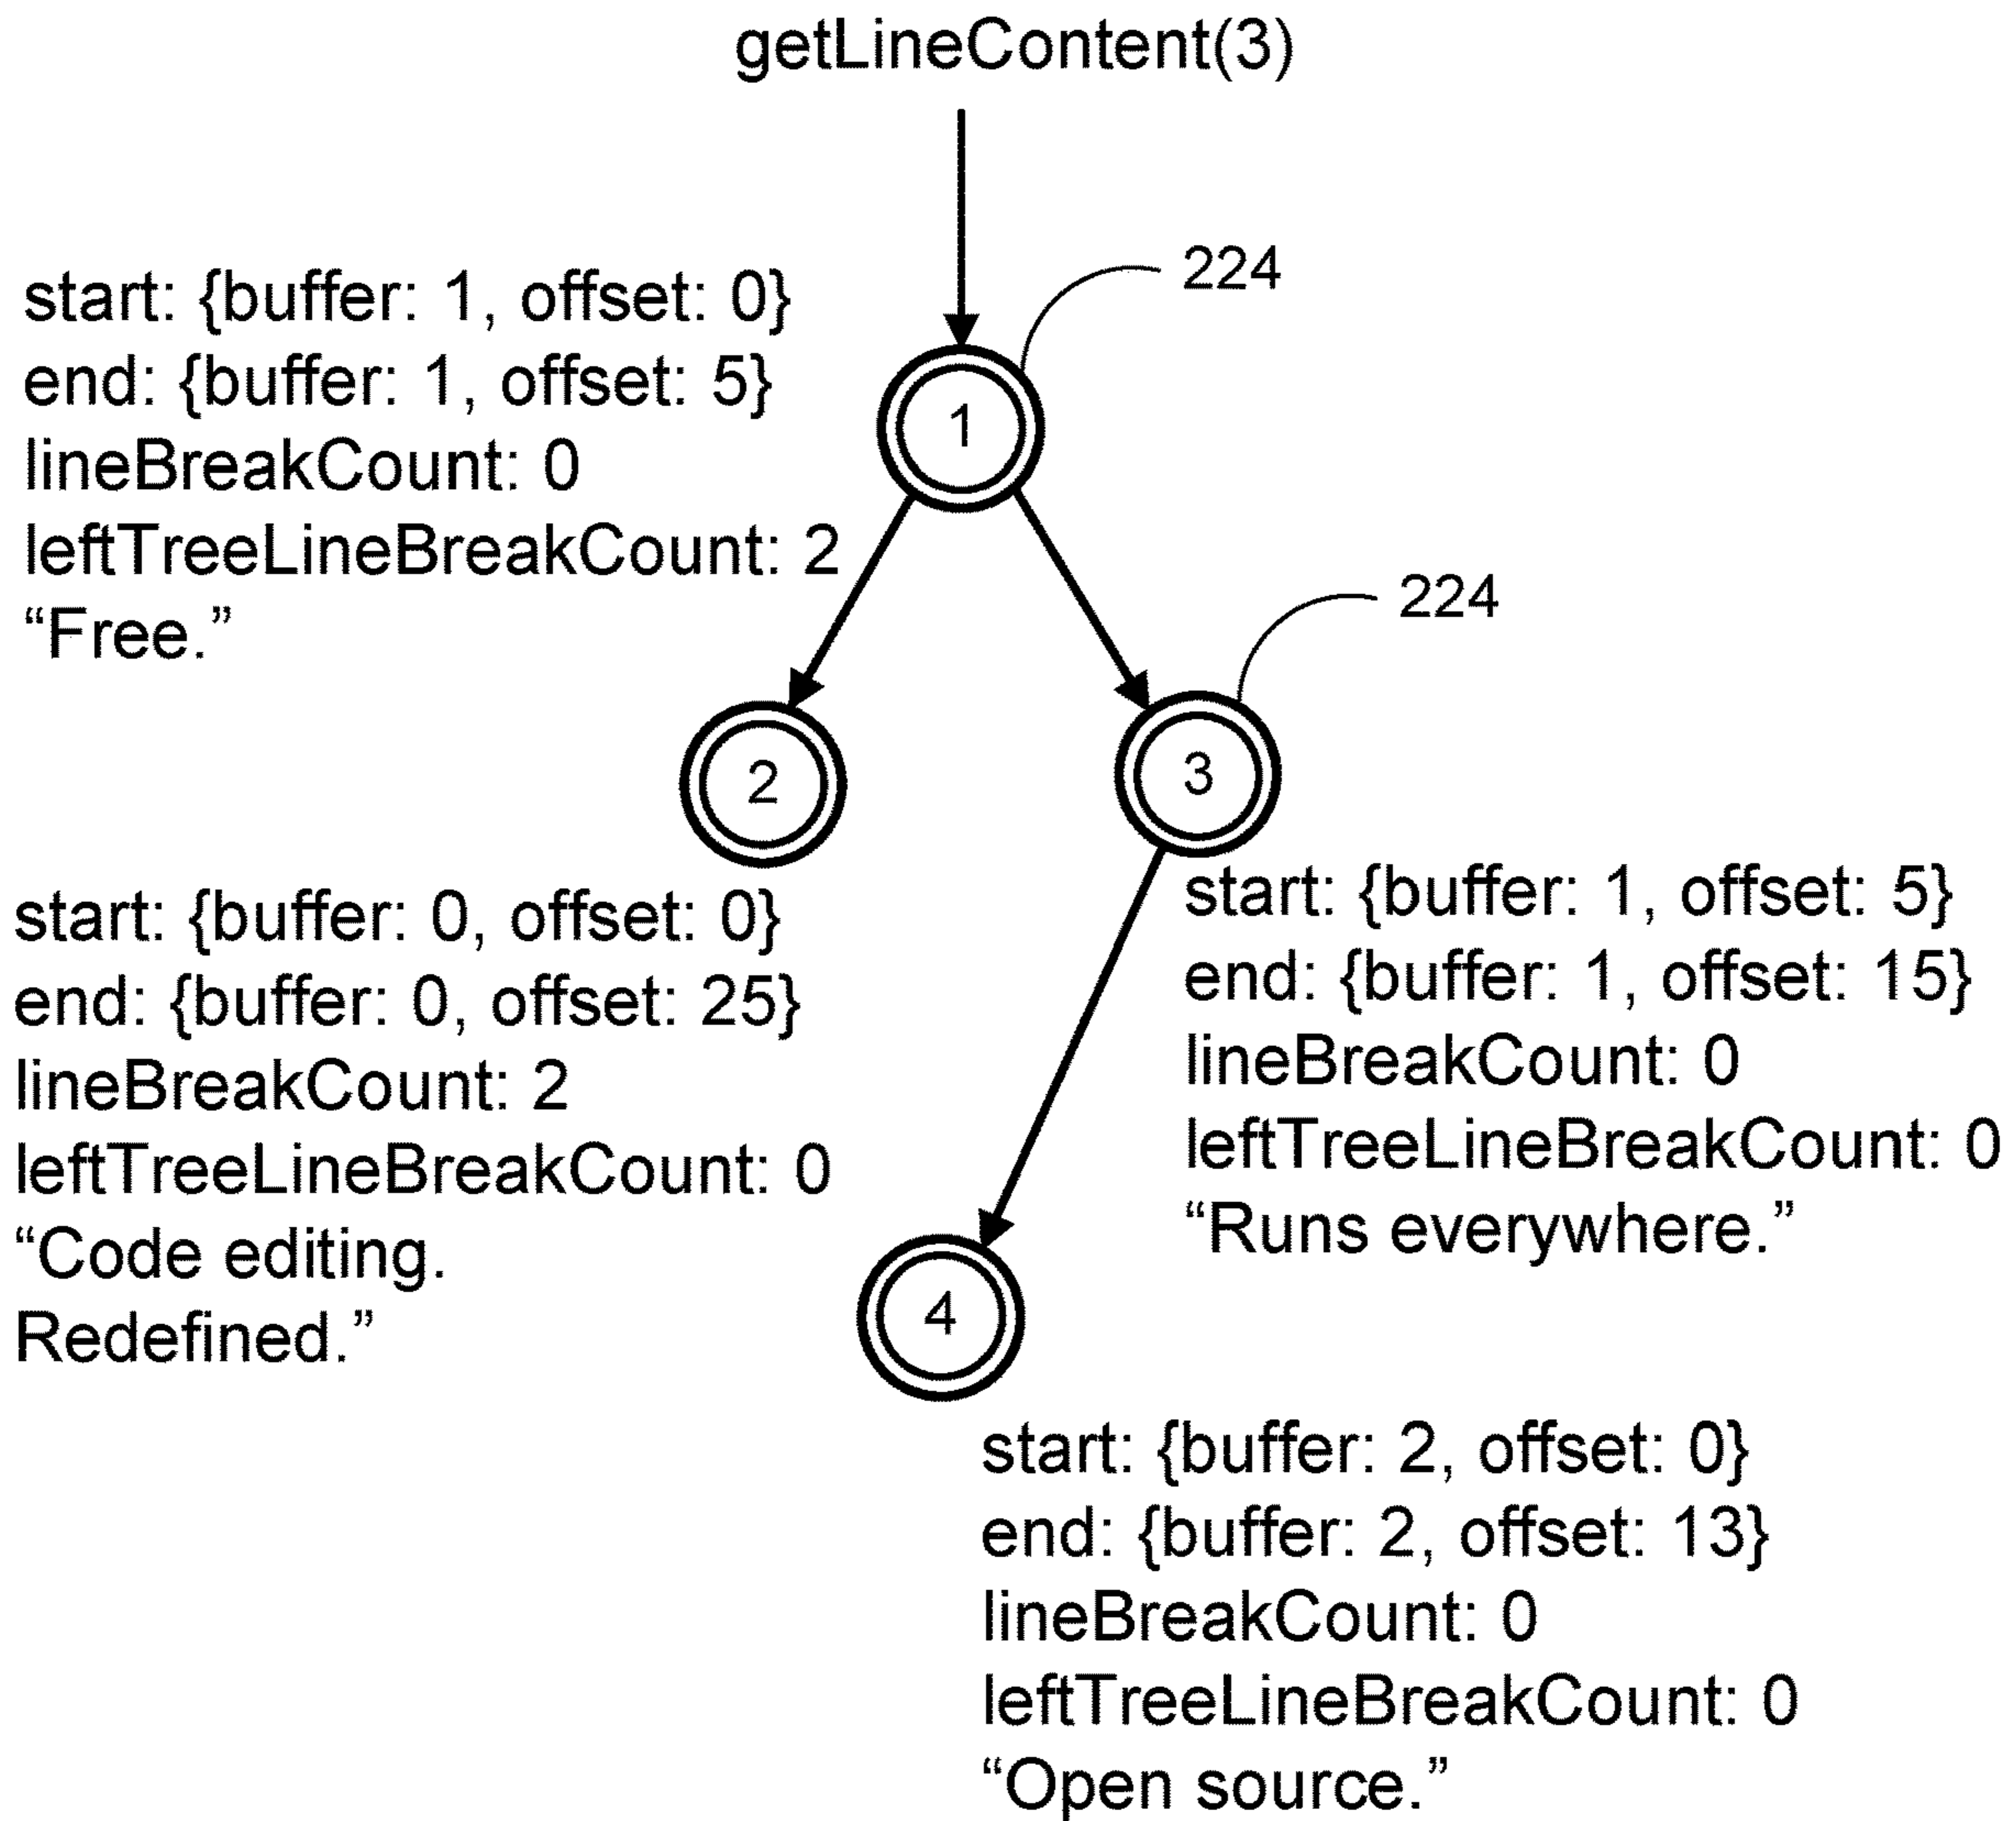 getLineContent(3)
224
start: {buffer: 1, offset: 0}
end: {buffer: 1, offset: 5}
lineBreakCount: 0
leftTreeLineBreakCount: 2
“Free.”
1
224
2
3
start: {buffer: 0, offset: 0}
end: {buffer: 0, offset: 25}
lineBreakCount: 2
leftTreeLineBreakCount: 0
“Code editing.
Redefined.”
start: {buffer: 1, offset: 5}
end: {buffer: 1, offset: 15}
lineBreakCount: 0
leftTreeLineBreakCount: 0
“Runs everywhere.”
4
start: {buffer: 2, offset: 0}
end: {buffer: 2, offset: 13}
lineBreakCount: 0
leftTreeLineBreakCount: 0
“Open source.”